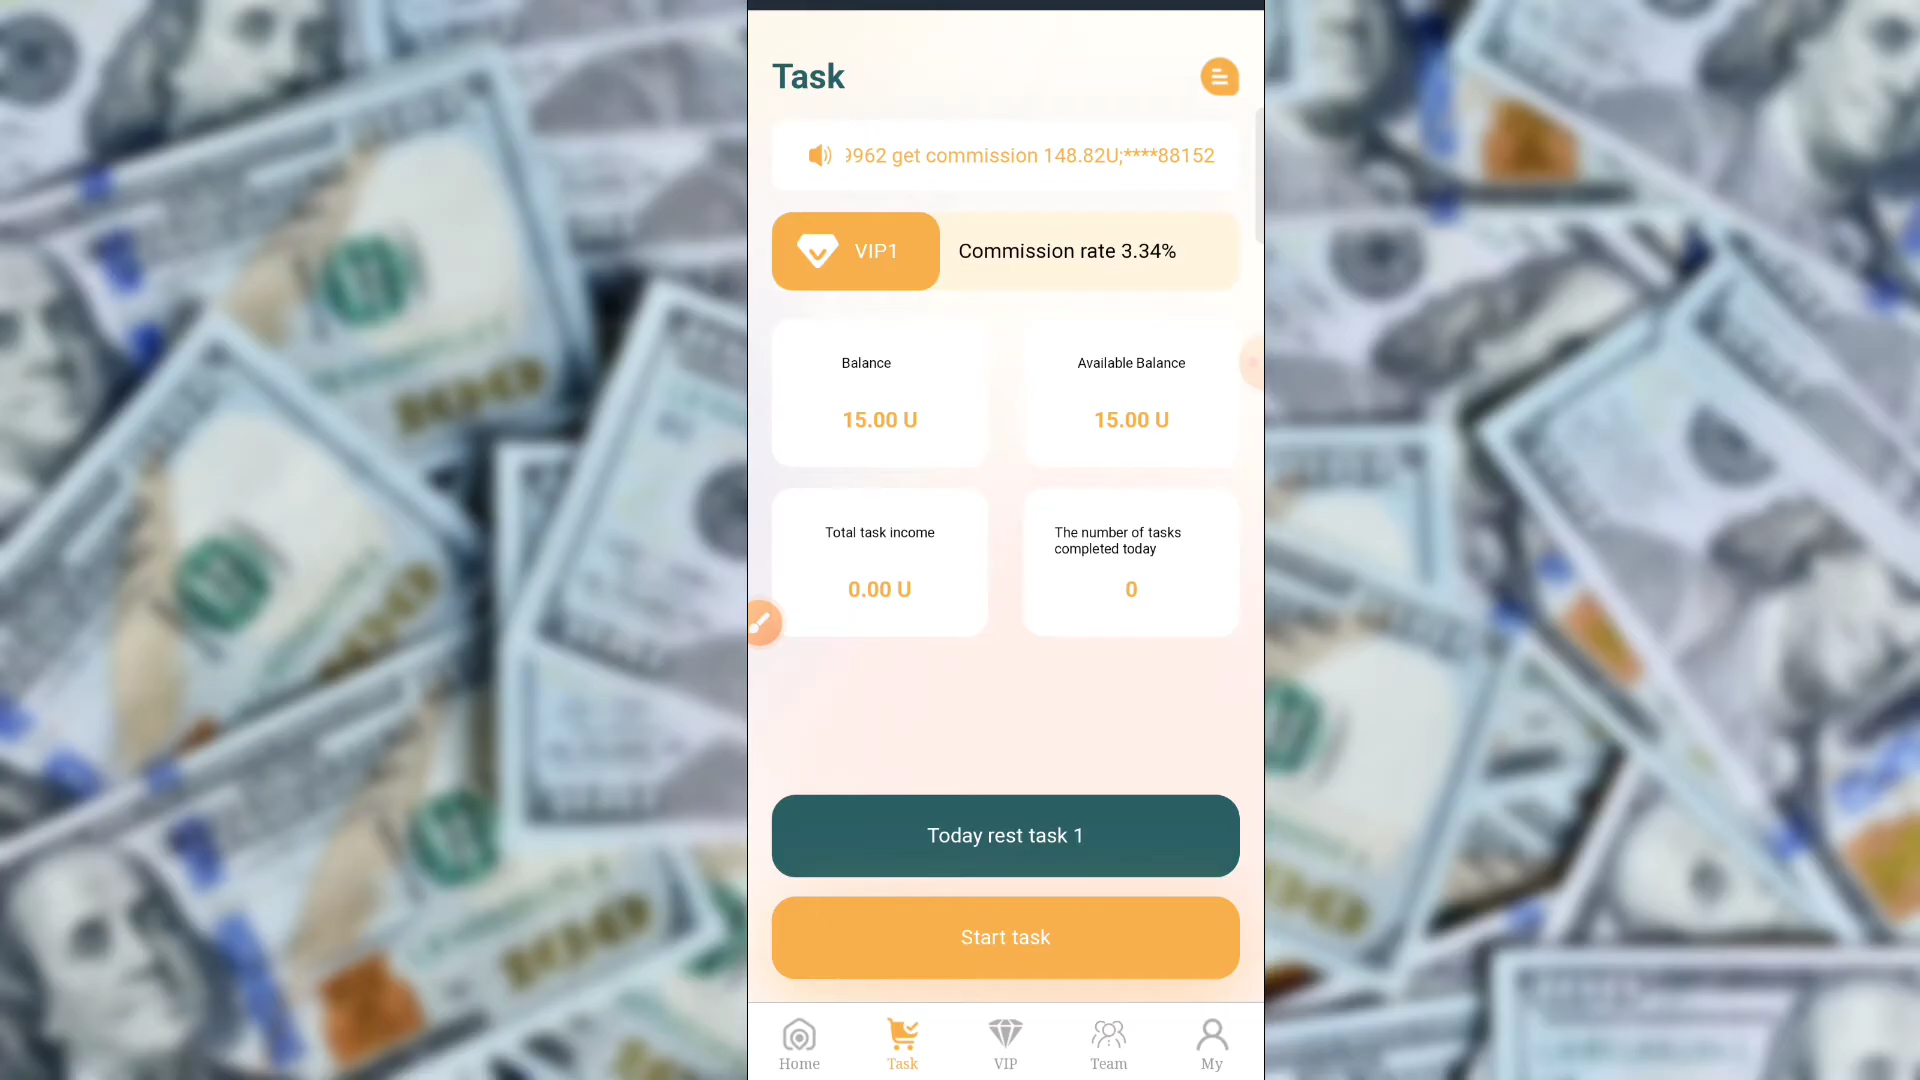 Task
9962 get commission 148.82U;****88152
VIP1
Commission rate 3.34%
Balance
Available Balance
15.00 U
15.00 U
Total task income
The number of tasks
completed today
0.00 U
0
Today rest task 1
Start task
Home
Task
VIP
Team
My